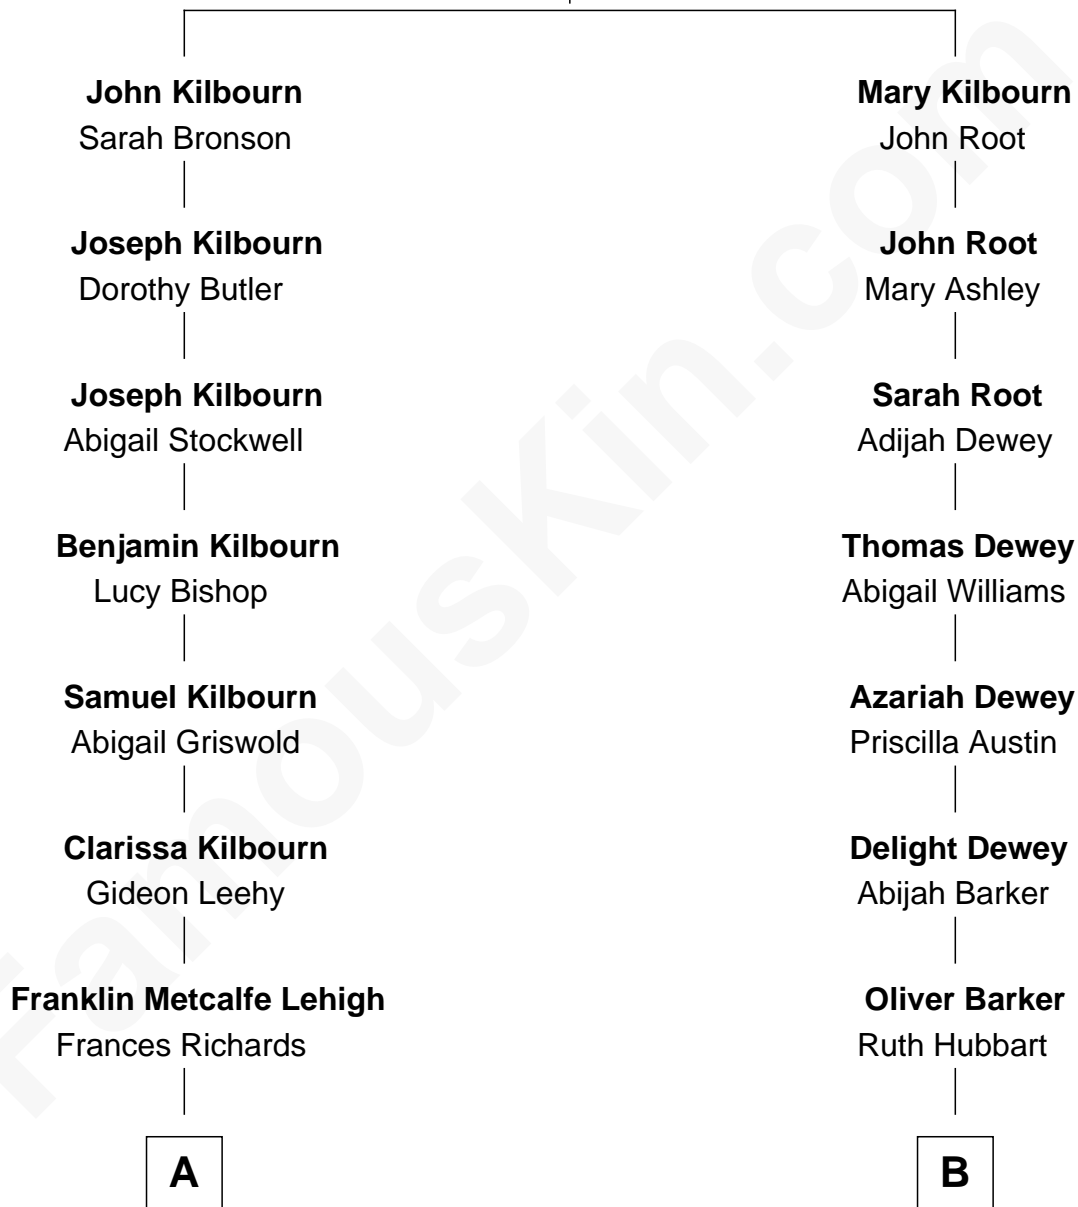 John Kilbourn
Sarah Bronson
Joseph Kilbourn
Dorothy Butler
Joseph Kilbourn
Abigail Stockwell
Benjamin Kilbourn
Lucy Bishop
Samuel Kilbourn
Abigail Griswold
Clarissa Kilbourn
Gideon Leehy
Franklin Metcalfe Lehigh
Frances Richards
A
Mary Kilbourn
John Root
John Root
Mary Ashley
Sarah Root
Adijah Dewey
Thomas Dewey
Abigail Williams
Azariah Dewey
Priscilla Austin
Delight Dewey
Abijah Barker
Oliver Barker
Ruth Hubbart
B
FamousKin.com